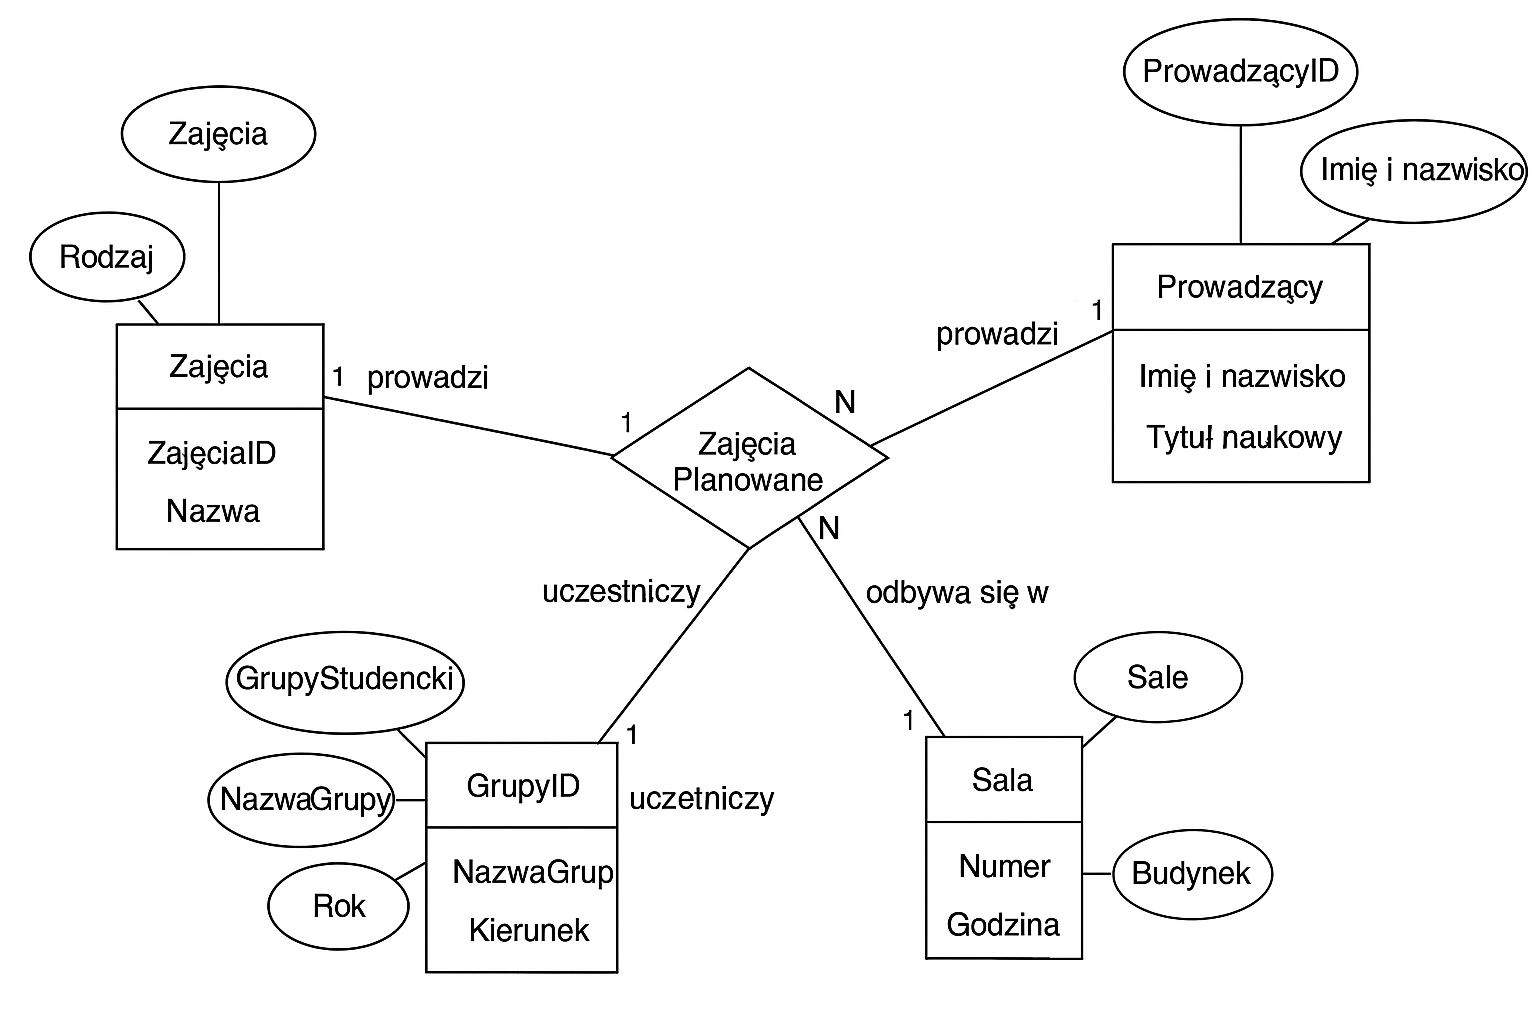 ProwadzącyID
Zajęcia
Imię i nazwisko
Rodzaj
Prowadzący
1
prowadzi
Zajęcia
1 prowadzi
Imię i nazwisko
Tytuł naukowy
N
1
Zajęcia
Planowane
ZajęciaID
Nazwa
N
uczestniczy
odbywa się w
GrupyStudencki
Sale
1
1
GrupyID
NazwaGrupy
uczetniczy
Sala
NazwaGrup
Kierunek
Rok
Numer
Godzina
Budynek